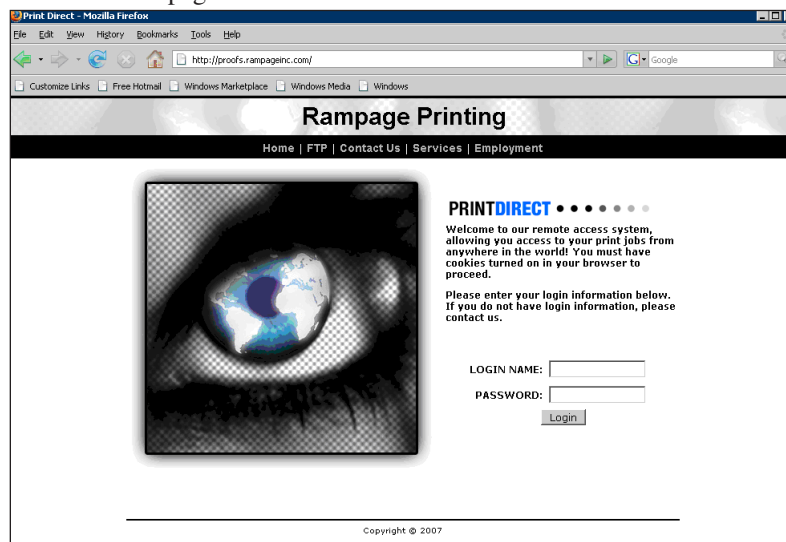 Print Direct - Mozilla Firefox
File Edit View History Bookmarks Tools Help
http://proofs.rampageinc.com/
Google
Customize Links Free Hotmail Windows Marketplace Windows Media Windows
Rampage Printing
Home | FTP | Contact Us | Services | Employment
PRINTDIRECT
Welcome to our remote access system,
allowing you access to your print jobs from
anywhere in the world! You must have
cookies turned on in your browser to
proceed.
Please enter your login information below.
If you do not have login information, please
contact us.
LOGIN NAME:
PASSWORD:
Login
Copyright © 2007